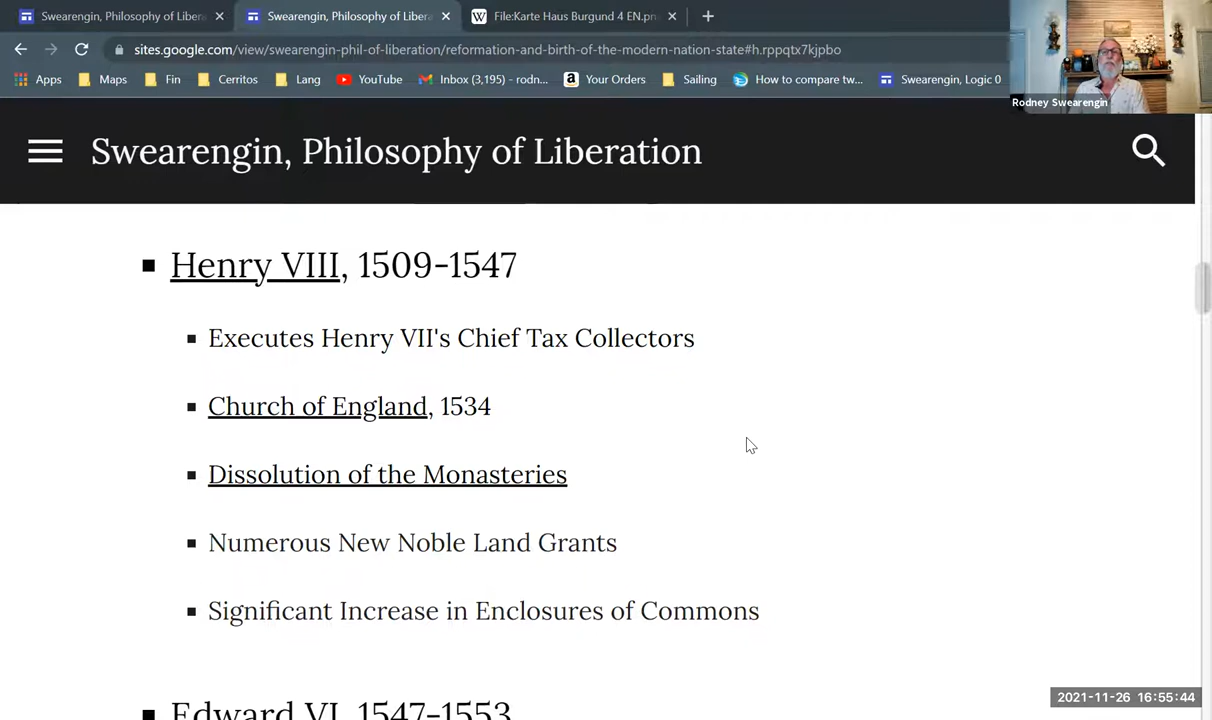 Swearengin, Philosophy of Libera
Swearengin, Philosophy of Libera
File:Karte Haus Burgund 4 EN.pn
sites.google.com/view/swearengin-phil-of-liberation/reformation-and-birth-of-the-modern-nation-state#h.rppqtx7kjpbo
Apps Maps Fin Cerritos Lang YouTube Inbox (3,195) - rodn... Your Orders Sailing How to compare tw... Swearengin, Logic 0
Rodney Swearengin
Swearengin, Philosophy of Liberation
Henry VIII, 1509-1547
Executes Henry VII's Chief Tax Collectors
Church of England, 1534
Dissolution of the Monasteries
Numerous New Noble Land Grants
Significant Increase in Enclosures of Commons
Edward VI, 1547-1553
2021-11-26 16:55:44